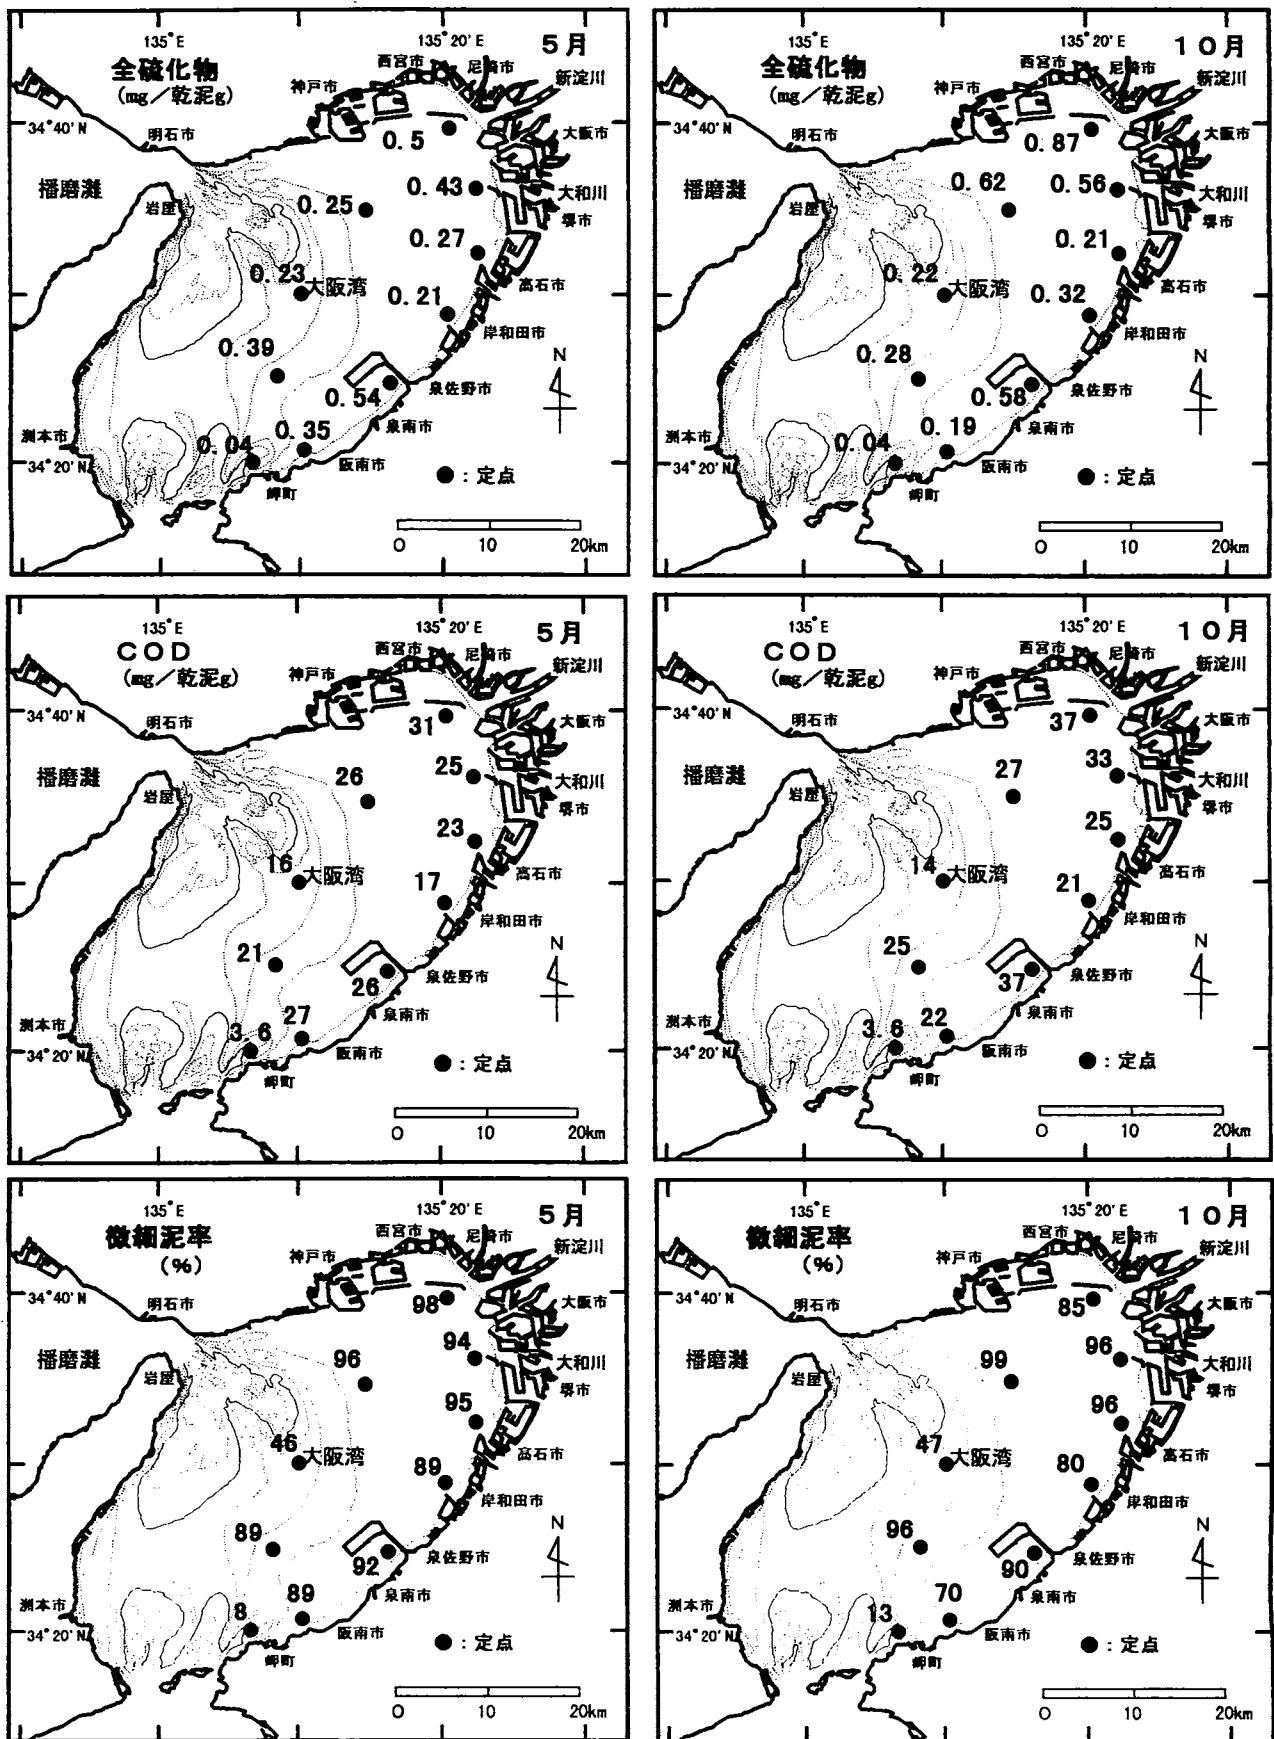 135°E
135°20'E
5月
全硫化物
(mg／乾泥g)
西宮市
尼崎市
新淀川
神戸市
34°40'N
明石市
大阪市
0.5
播磨灘
岩屋
0.25
0.43
大和川
堺市
0.27
0.23
大阪湾
高石市
0.21
岸和田市
0.39
N
0.54
泉佐野市
泉南市
洲本市
0.04
0.35
34°20'N
阪南市
岬町
●：定点
0 10 20km
135°E
135°20'E
10月
全硫化物
(mg／乾泥g)
西宮市
尼崎市
新淀川
神戸市
34°40'N
明石市
大阪市
0.87
播磨灘
岩屋
0.62
0.56
大和川
堺市
0.21
0.22
大阪湾
高石市
0.32
岸和田市
0.28
N
0.58
泉佐野市
泉南市
洲本市
0.04
0.19
34°20'N
阪南市
岬町
●：定点
0 10 20km
135°E
135°20'E
5月
COD
(mg／乾泥g)
西宮市
尼崎市
新淀川
神戸市
34°40'N
明石市
大阪市
31
播磨灘
岩屋
26
25
大和川
堺市
23
16
大阪湾
高石市
17
岸和田市
21
N
26
泉佐野市
泉南市
洲本市
3.6
27
34°20'N
阪南市
岬町
●：定点
0 10 20km
135°E
135°20'E
10月
COD
(mg／乾泥g)
西宮市
尼崎市
新淀川
神戸市
34°40'N
明石市
大阪市
37
播磨灘
岩屋
27
33
大和川
堺市
25
14
大阪湾
高石市
21
岸和田市
25
N
37
泉佐野市
泉南市
洲本市
3.6
22
34°20'N
阪南市
岬町
●：定点
0 10 20km
135°E
135°20'E
5月
微細泥率
(%)
西宮市
尼崎市
新淀川
神戸市
34°40'N
明石市
大阪市
98
播磨灘
岩屋
96
94
大和川
堺市
95
46
大阪湾
高石市
89
岸和田市
89
N
92
泉佐野市
泉南市
洲本市
8
89
34°20'N
阪南市
岬町
●：定点
0 10 20km
135°E
135°20'E
10月
微細泥率
(%)
西宮市
尼崎市
新淀川
神戸市
34°40'N
明石市
大阪市
85
播磨灘
岩屋
99
96
大和川
堺市
96
47
大阪湾
高石市
80
岸和田市
96
N
90
泉佐野市
泉南市
洲本市
13
70
34°20'N
阪南市
岬町
●：定点
0 10 20km